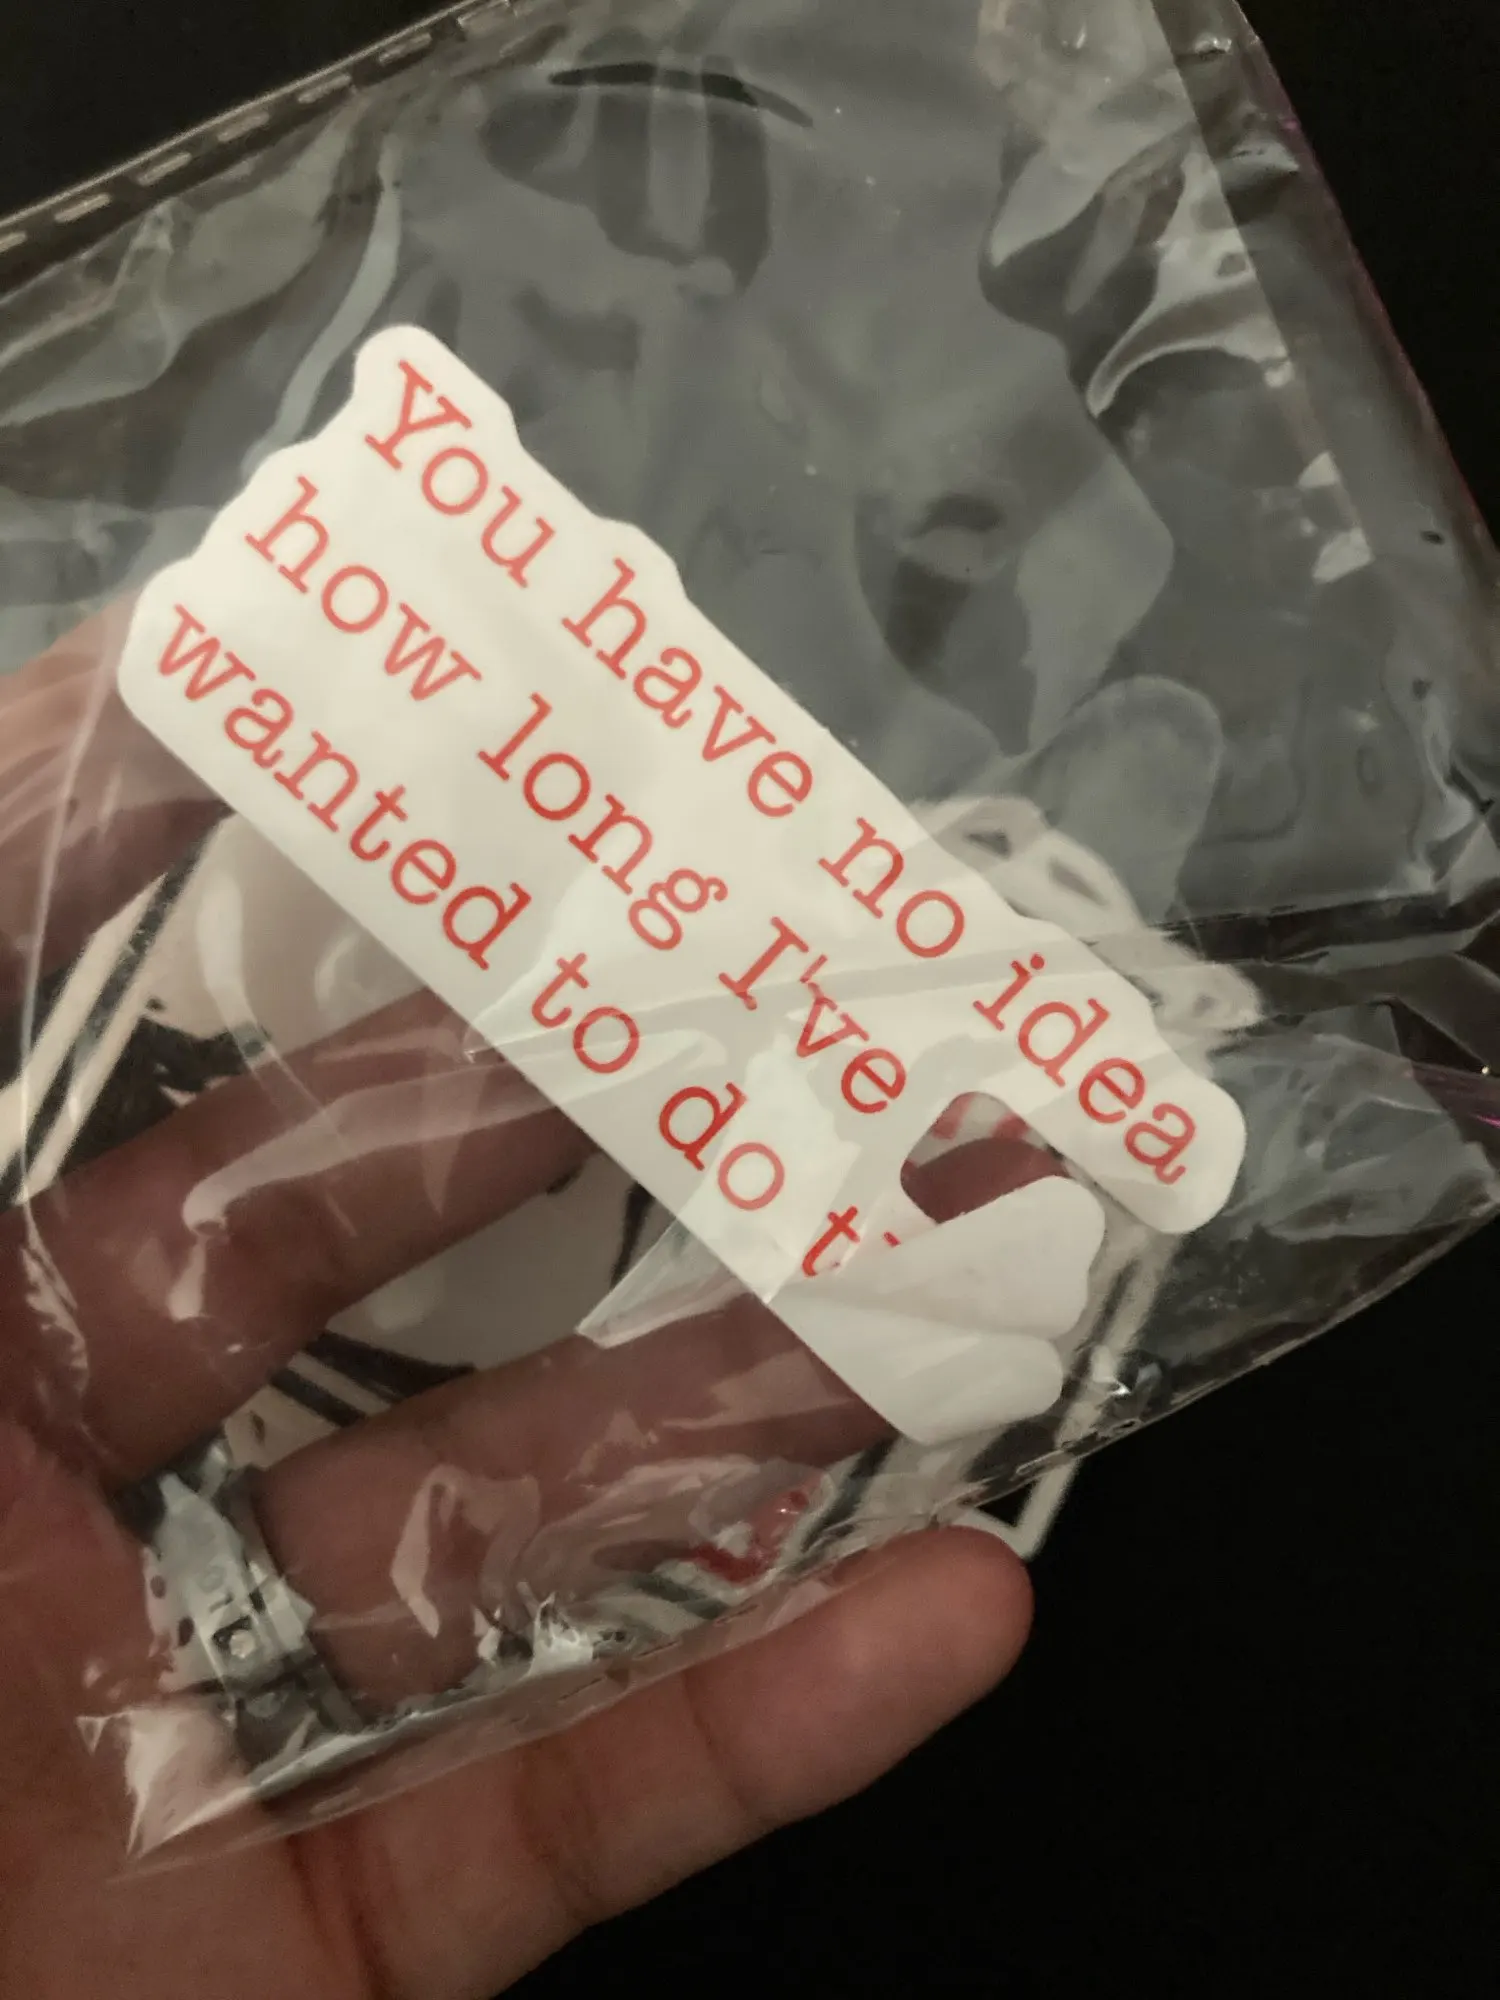 You have no idea
how long I've
wanted to do